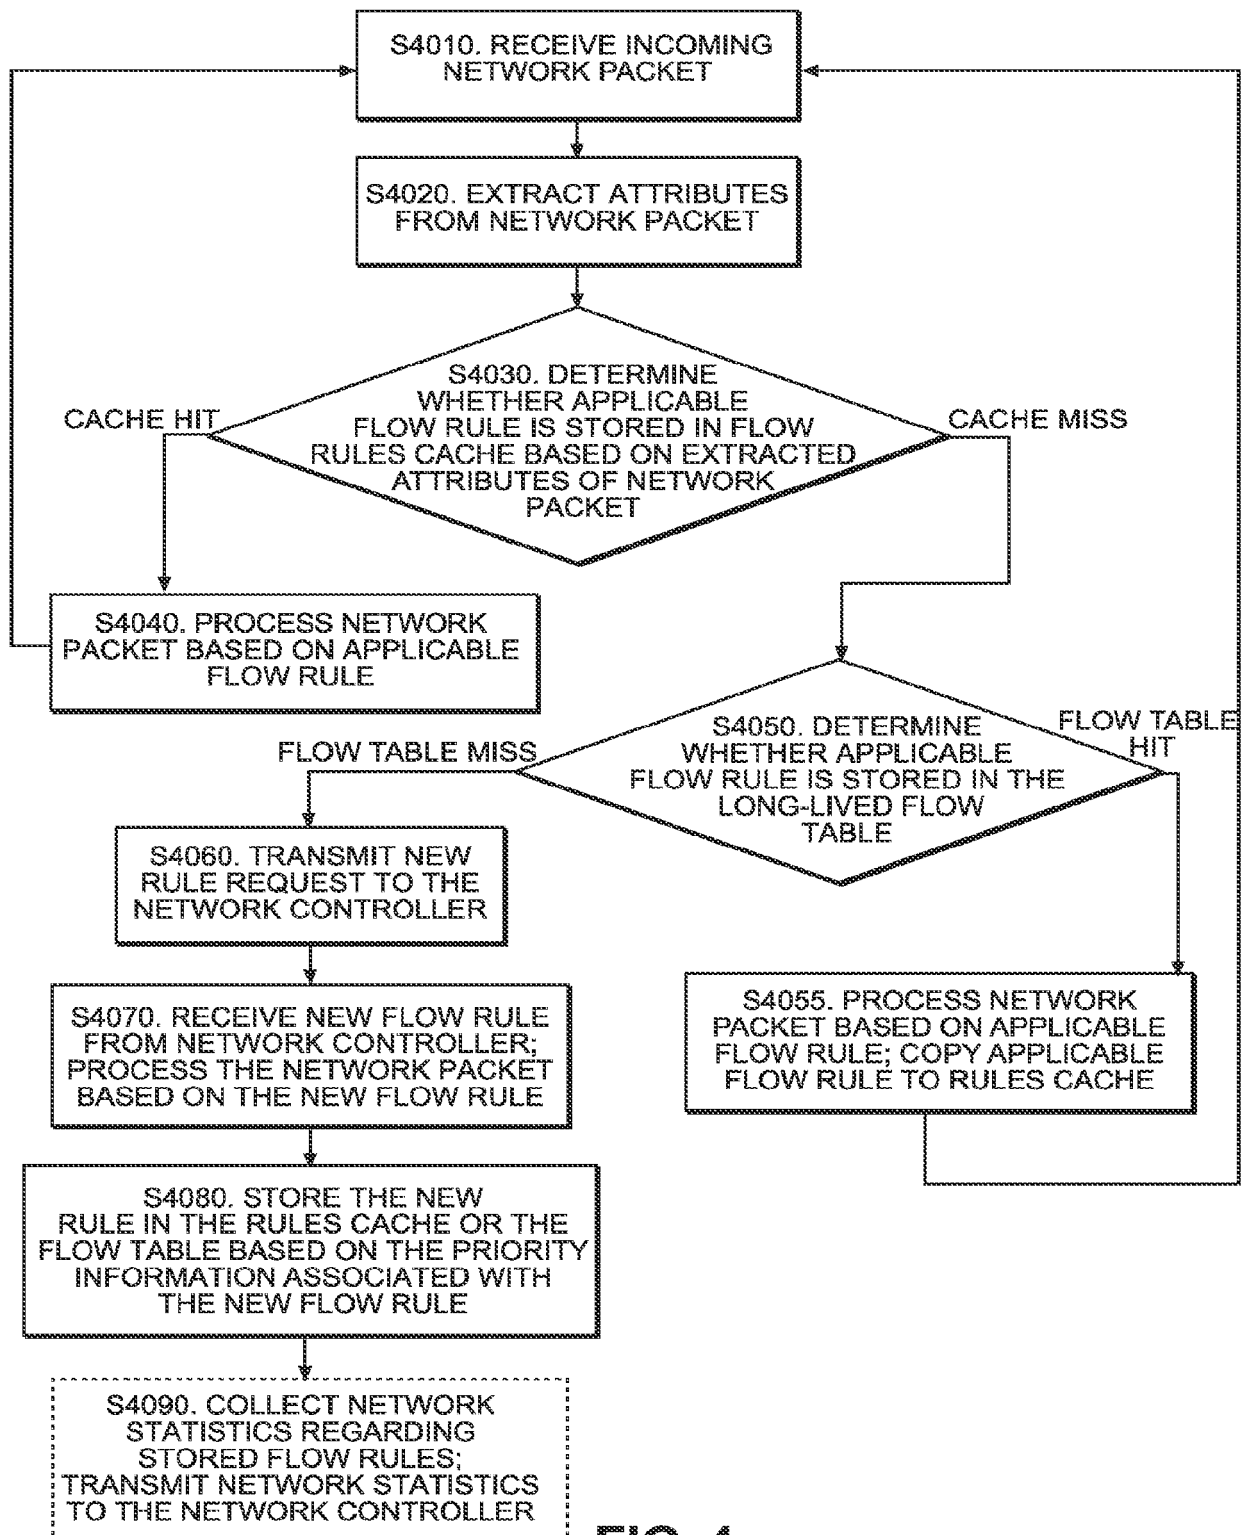 S4010. RECEIVE INCOMING
NETWORK PACKET
S4020. EXTRACT ATTRIBUTES
FROM NETWORK PACKET
S4030. DETERMINE
WHETHER APPLICABLE
FLOW RULE IS STORED IN FLOW
RULES CACHE BASED ON EXTRACTED
ATTRIBUTES OF NETWORK
PACKET
CACHE HIT
CACHE MISS
S4040. PROCESS NETWORK
PACKET BASED ON APPLICABLE
FLOW RULE
S4050. DETERMINE
WHETHER APPLICABLE
FLOW RULE IS STORED IN THE
LONG-LIVED FLOW
TABLE
FLOW TABLE MISS
FLOW TABLE
HIT
S4060. TRANSMIT NEW
RULE REQUEST TO THE
NETWORK CONTROLLER
S4055. PROCESS NETWORK
PACKET BASED ON APPLICABLE
FLOW RULE; COPY APPLICABLE
FLOW RULE TO RULES CACHE
S4070. RECEIVE NEW FLOW RULE
FROM NETWORK CONTROLLER;
PROCESS THE NETWORK PACKET
BASED ON THE NEW FLOW RULE
S4080. STORE THE NEW
RULE IN THE RULES CACHE OR THE
FLOW TABLE BASED ON THE PRIORITY
INFORMATION ASSOCIATED WITH
THE NEW FLOW RULE
S4090. COLLECT NETWORK
STATISTICS REGARDING
STORED FLOW RULES;
TRANSMIT NETWORK STATISTICS
TO THE NETWORK CONTROLLER